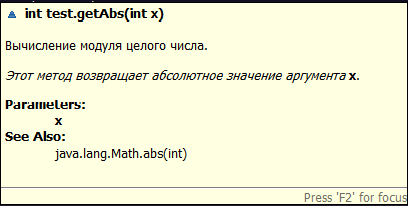 int test.getAbs(int x)
Вычисление модуля целого числа.
Этот метод возвращает абсолютное значение аргумента x.
Parameters:
x
See Also:
java.lang.Math.abs(int)
Press 'F2' for focus